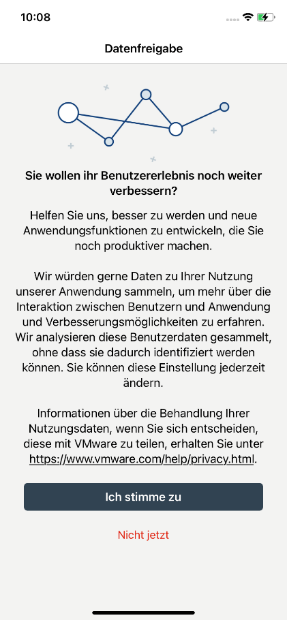 10:08
Datenfreigabe
Sie wollen ihr Benutzererlebnis noch weiter
verbessern?
Helfen Sie uns, besser zu werden und neue
Anwendungsfunktionen zu entwickeln, die Sie
noch produktiver machen.
Wir würden gerne Daten zu Ihrer Nutzung
unserer Anwendung sammeln, um mehr über die
Interaktion zwischen Benutzern und Anwendung
und Verbesserungsmöglichkeiten zu erfahren.
Wir analysieren diese Benutzerdaten gesammelt,
ohne dass sie dadurch identifiziert werden
können. Sie können diese Einstellung jederzeit
ändern.
Informationen über die Behandlung Ihrer
Nutzungsdaten, wenn Sie sich entscheiden,
diese mit VMware zu teilen, erhalten Sie unter
https://www.vmware.com/help/privacy.html.
Ich stimme zu
Nicht jetzt